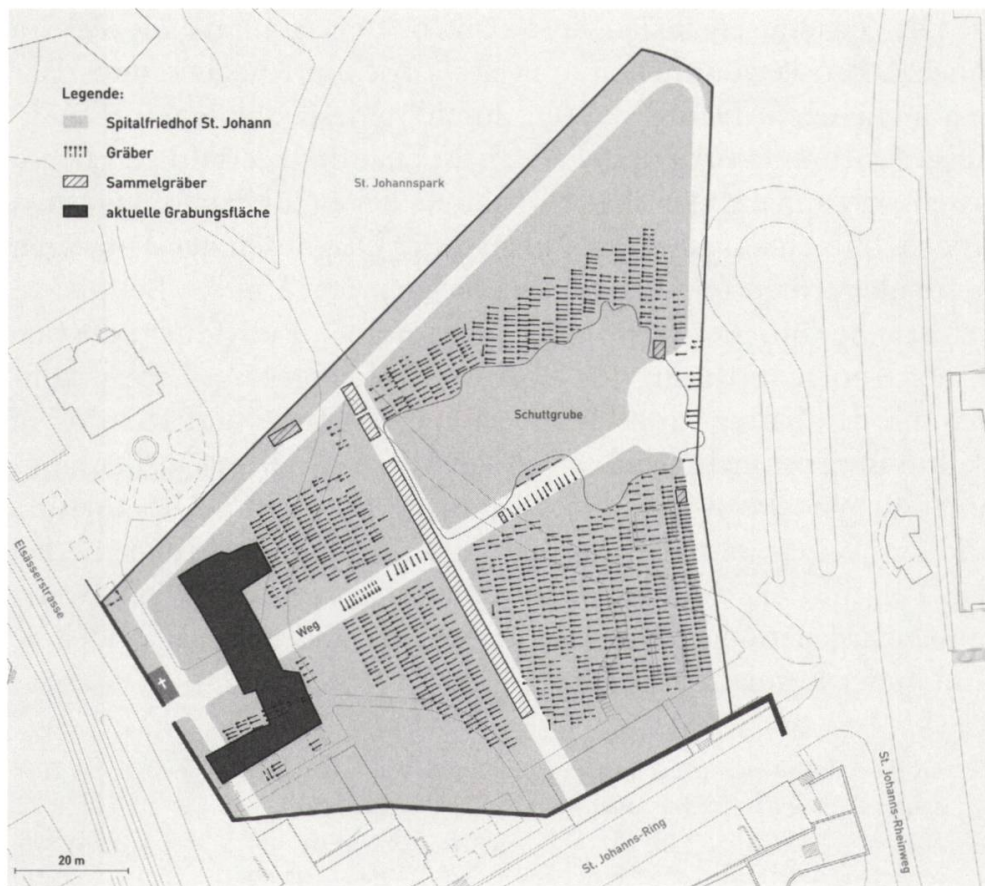 Legende:
Spitalfriedhof St. Johann
Gräber
Sammelgräber
aktuelle Grabungsfläche
St. Johannspark
Schuttgrube
Elsässerstrasse
Weg
St. Johanns-Ring
St. Johanns-Rheinweg
20 m